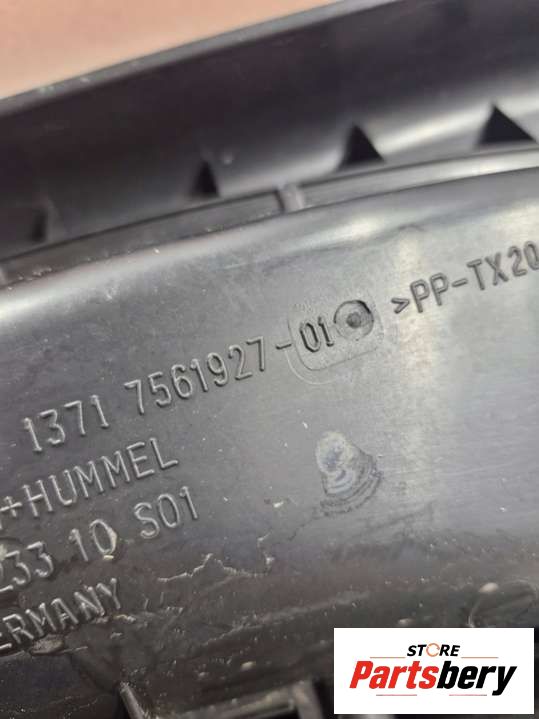 1371 7561927-01 >PP-TX20
+HUMMEL
233 10 S01
ERMANY
STORE
Partsbery